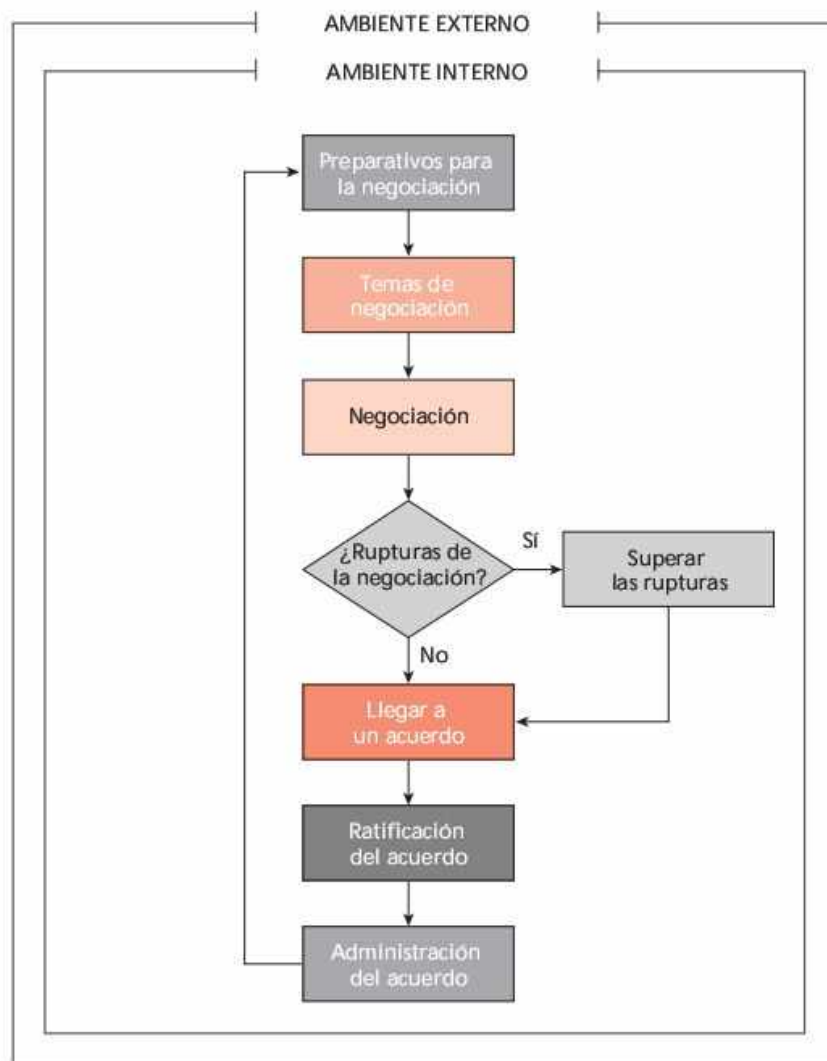 AMBIENTE EXTERNO
AMBIENTE INTERNO
Preparativos para
la negociación
Temas de
negociación
Negociación
¿Rupturas de
la negociación?
Sí
Superar
las rupturas
No
Llegar a
un acuerdo
Ratificación
del acuerdo
Administración
del acuerdo